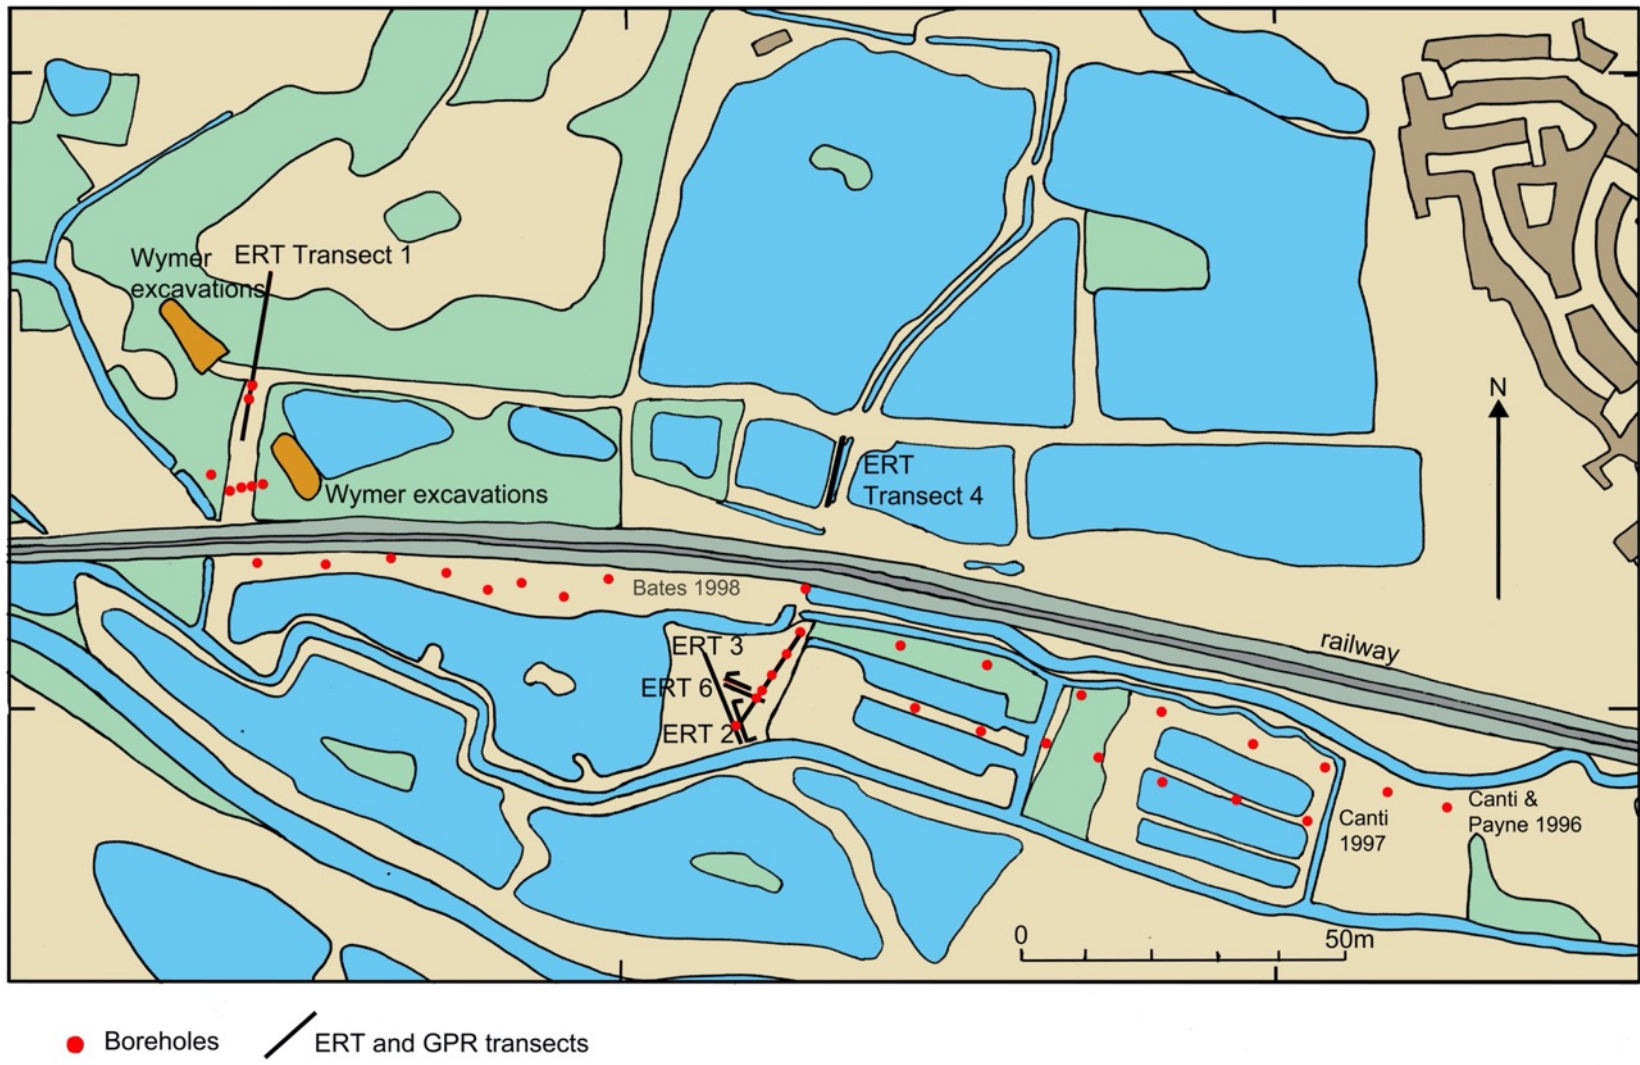 Wymer
excavations
ERT Transect 1
N
ERT
Transect 4
Wymer excavations
Bates 1998
railway
ERT 3
ERT 6
ERT 2
Canti &
Payne 1996
Canti
1997
0 50m
Boreholes
ERT and GPR transects